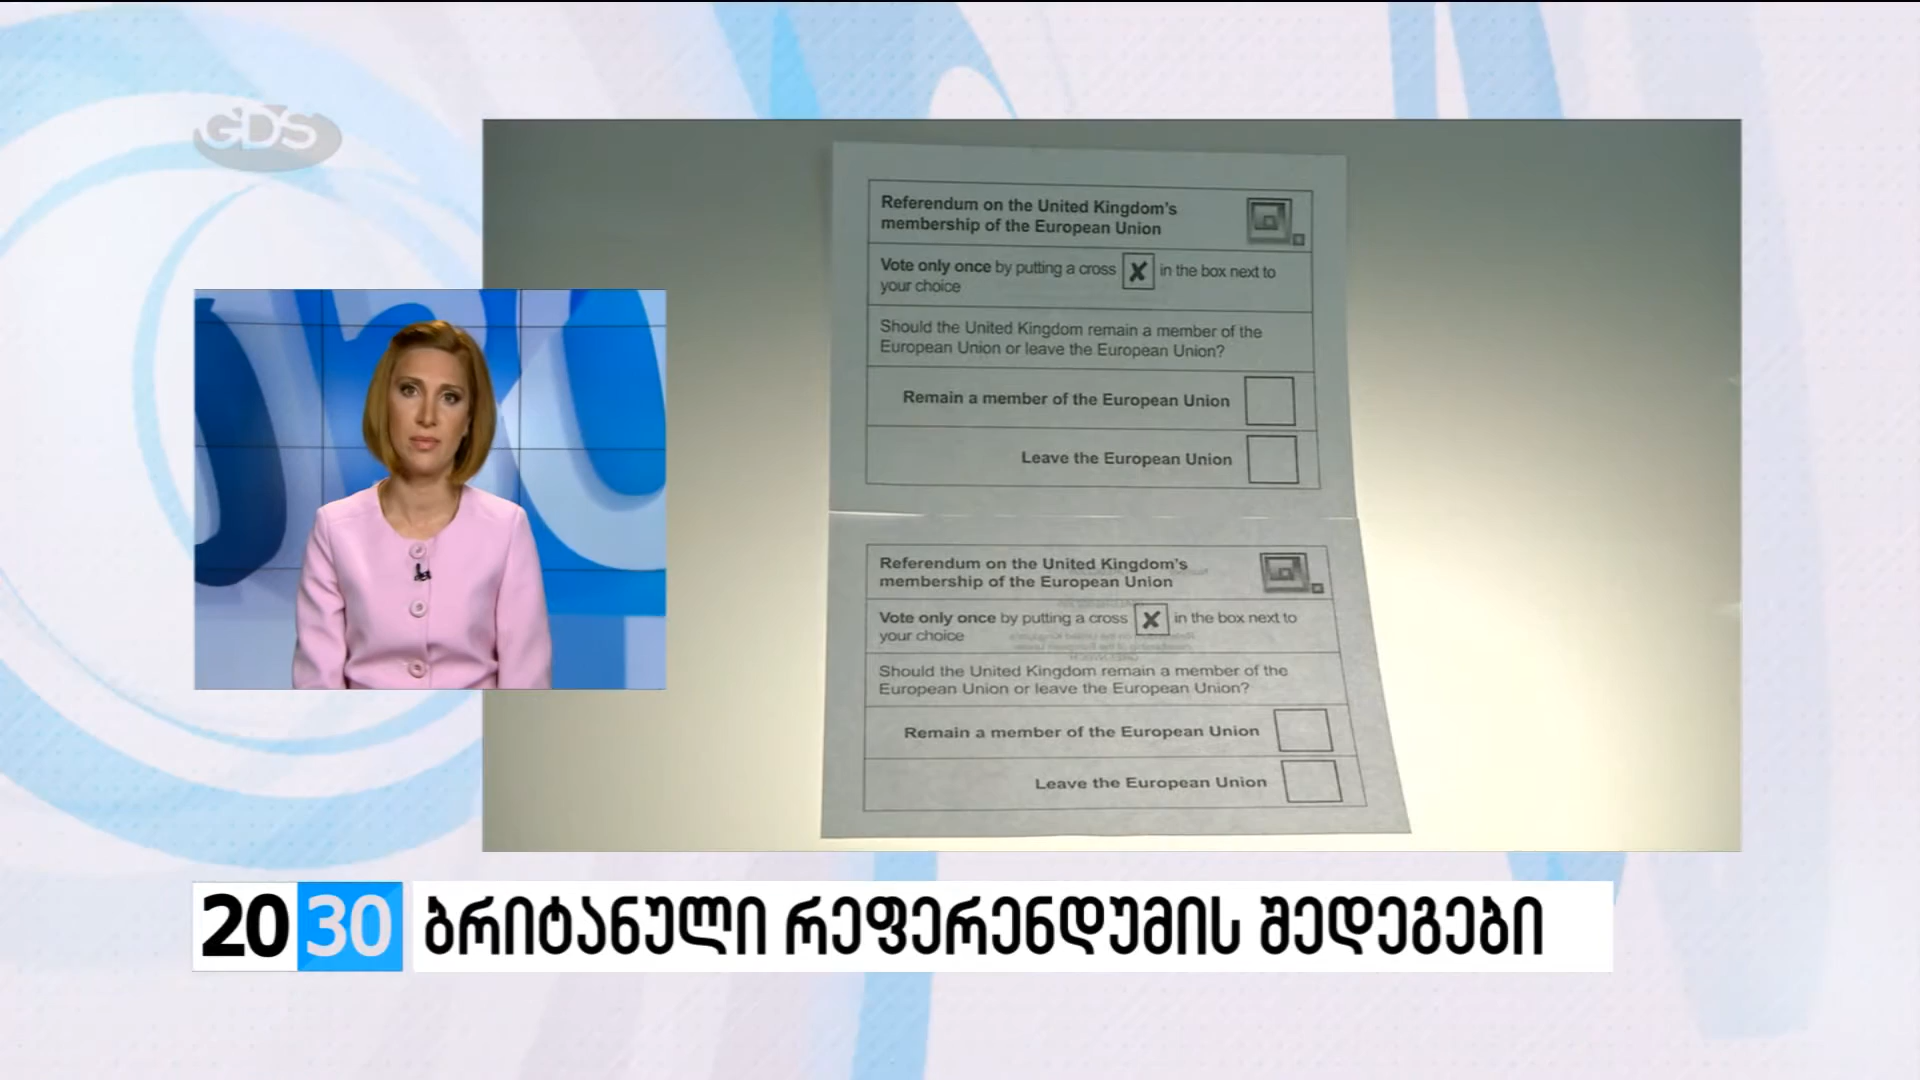 GDS
Referendum on the United Kingdom's
membership of the European Union
Vote only once by putting a cross X in the box next to
your choice
Should the United Kingdom remain a member of the
European Union or leave the European Union?
Remain a member of the European Union
Leave the European Union
Referendum on the United Kingdom's
membership of the European Union
Vote only once by putting a cross X in the box next to
your choice
Should the United Kingdom remain a member of the
European Union or leave the European Union?
Remain a member of the European Union
Leave the European Union
20 30 ბრიტანული რეფერენდუმის შედეგები